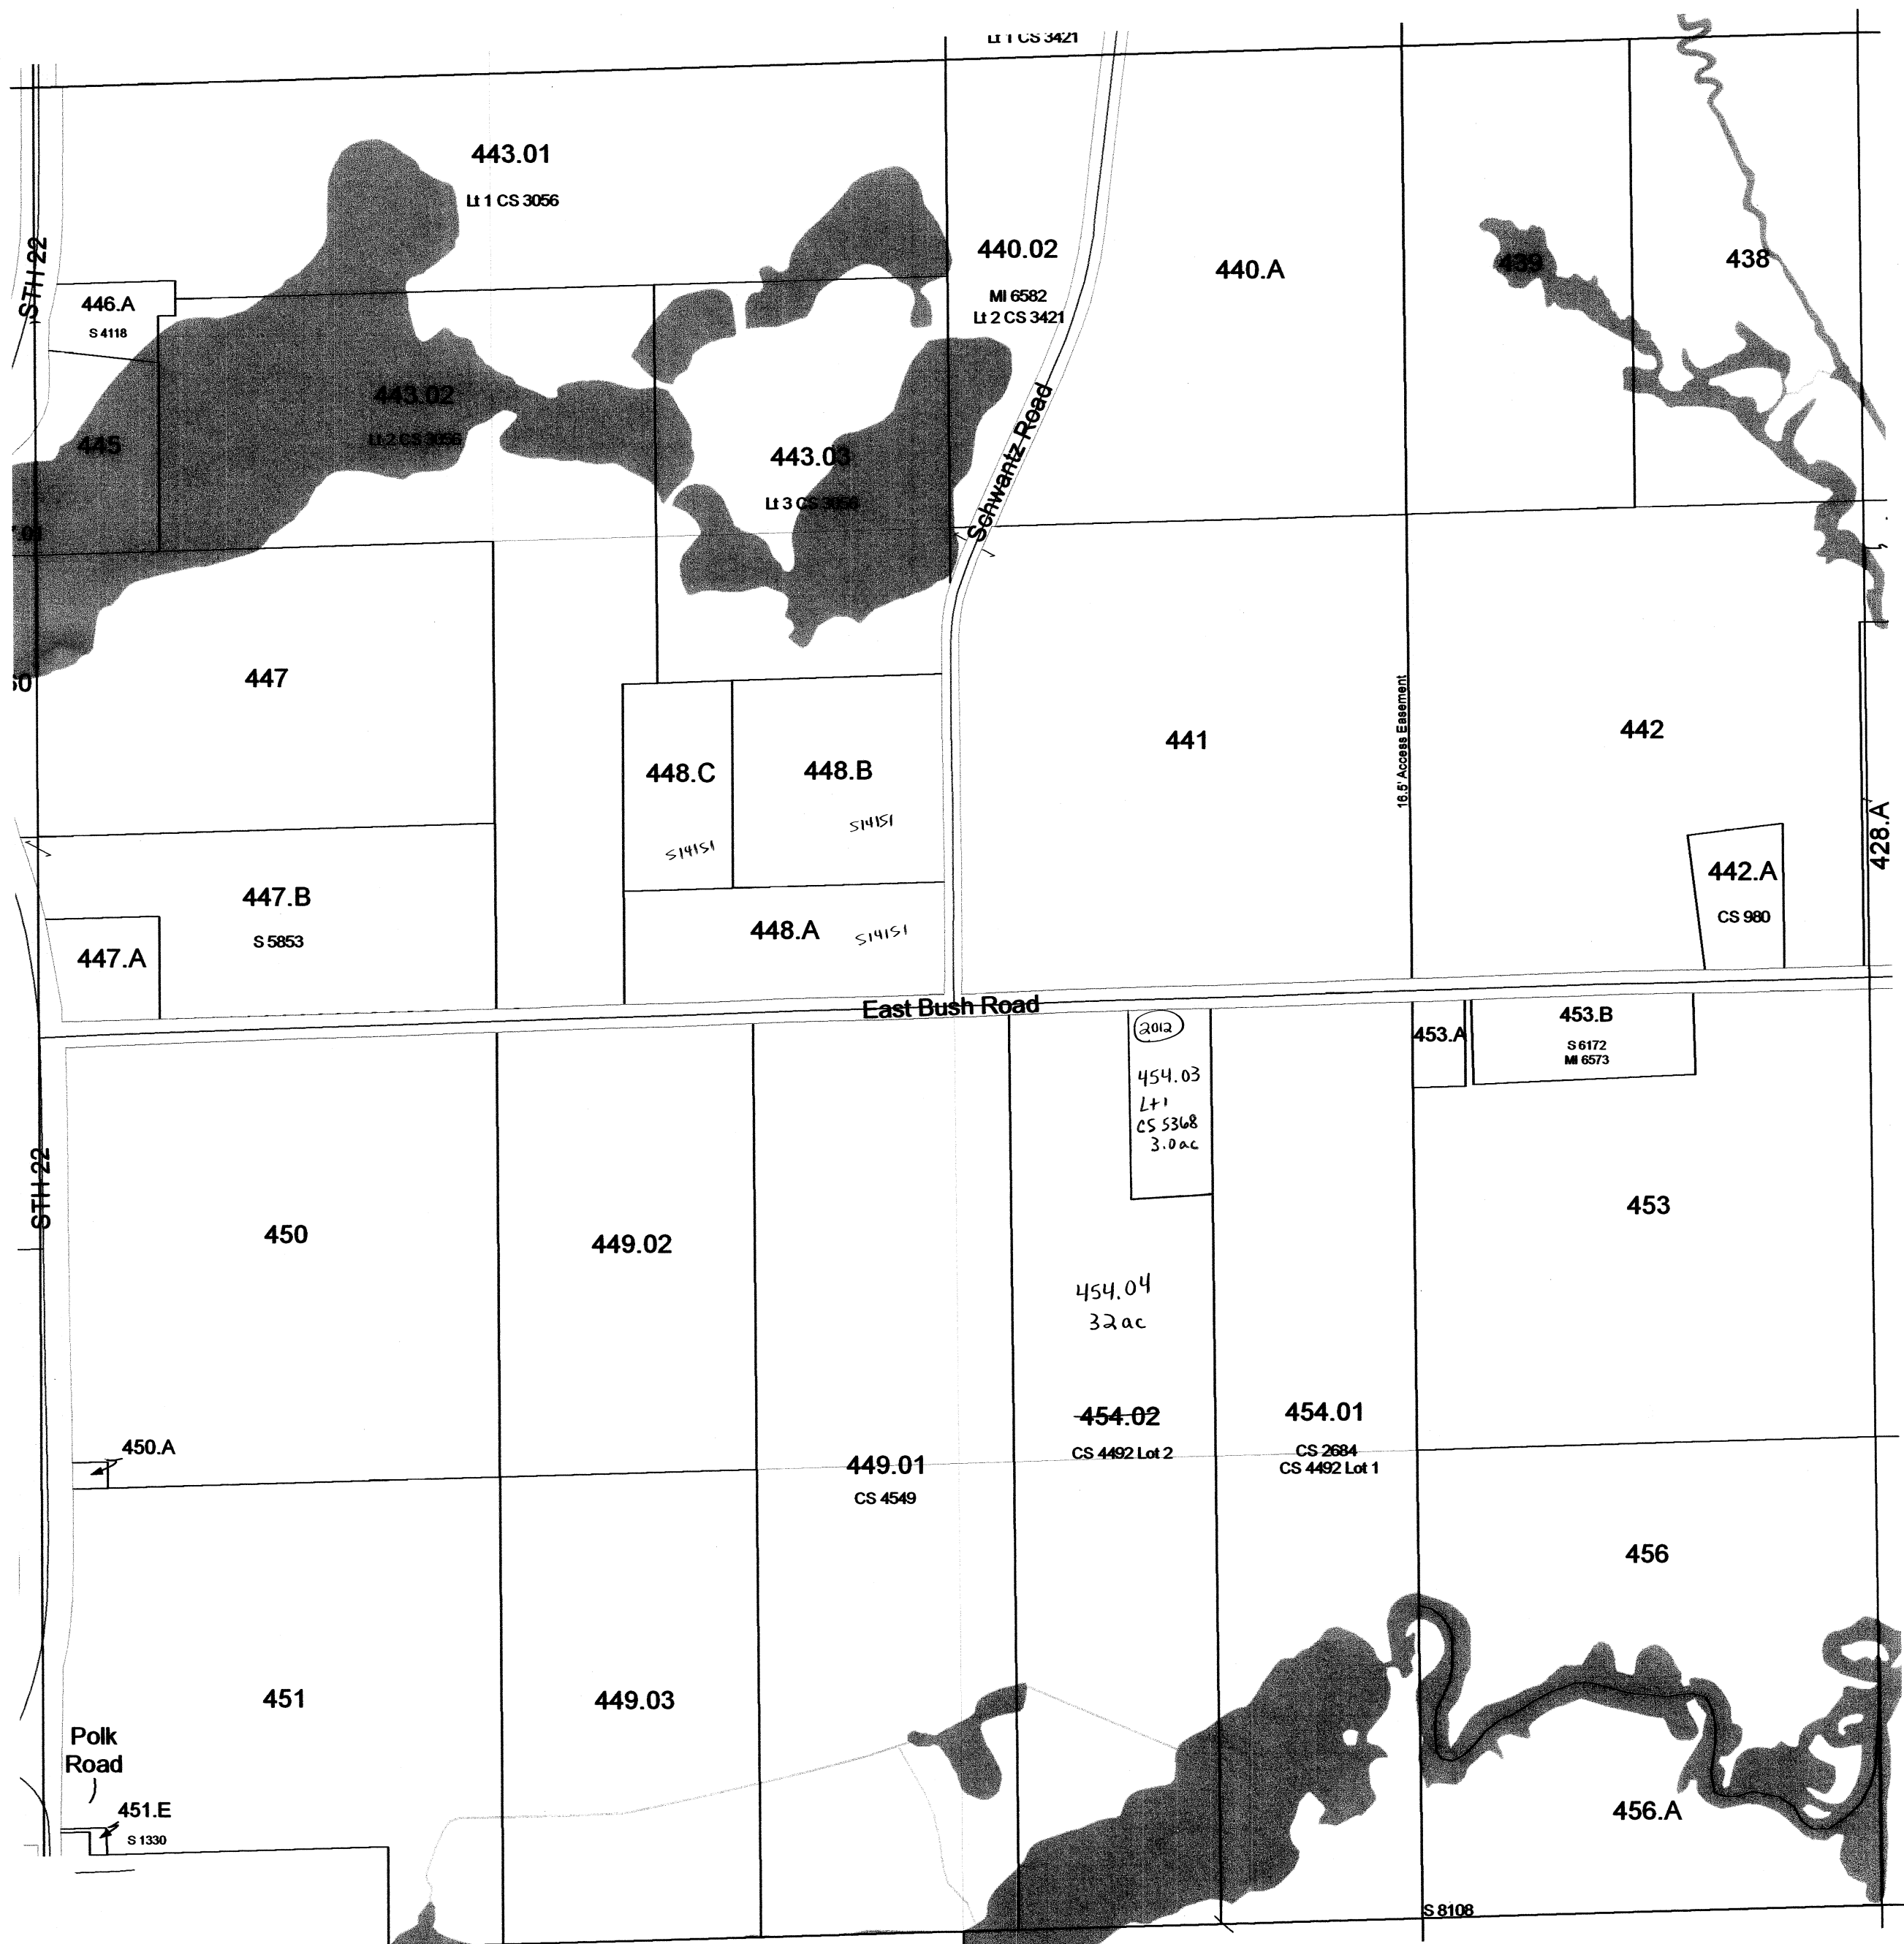 Lt 1 CS 3421
443.01
Lt 1 CS 3056
STH 22
440.02
MI 6582
Lt 2 CS 3421
440.A
439
438
446.A
S 4118
443.02
Lt 2 CS 3056
445
443.03
Lt 3 CS 3056
Schwantz Road
447
448.C
S14151
448.B
S14151
441
16.5' Access Easement
442
447.B
S 5853
447.A
448.A
S14151
442.A
CS 980
428.A
East Bush Road
2012
454.03
Lt 1
CS 5368
3.0 ac
453.A
453.B
S 6172
MI 6573
STH 22
450
449.02
453
454.04
32 ac
454.02
CS 4492 Lot 2
454.01
CS 2684
CS 4492 Lot 1
450.A
449.01
CS 4549
456
451
449.03
Polk
Road
451.E
S 1330
456.A
S 8108